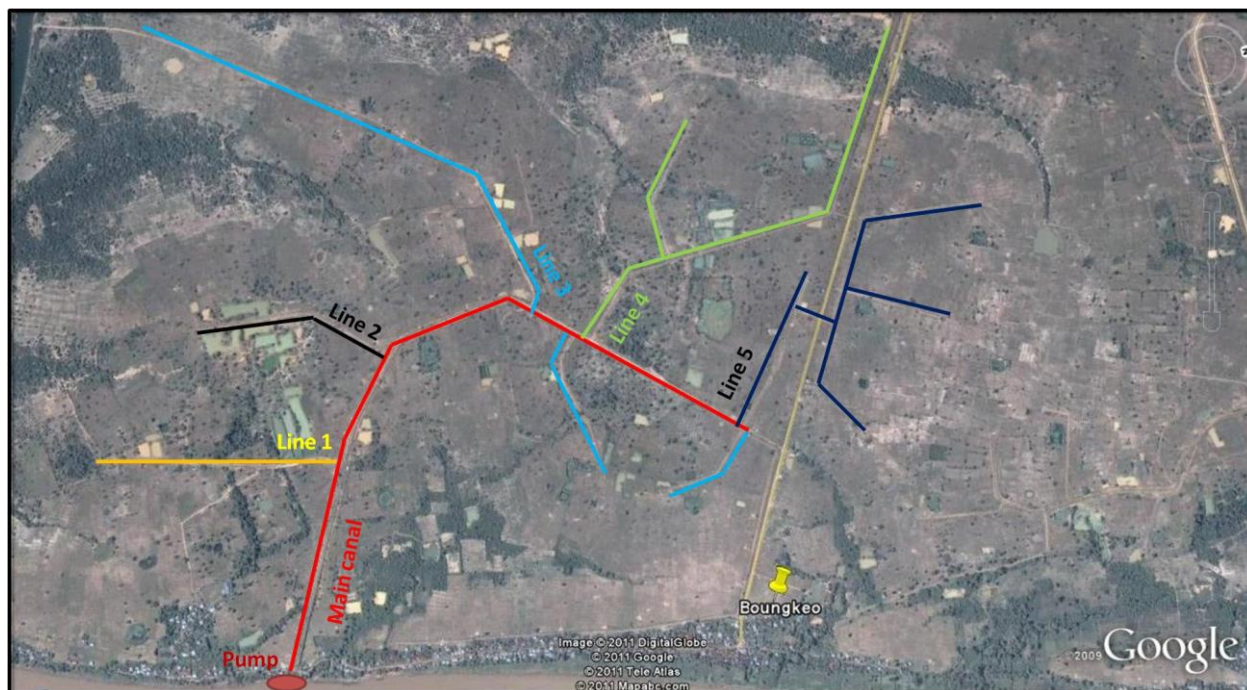 Line 3
Line 4
Line 2
Line 5
Line 1
Main canal
Boungkeo
Pump
Image © 2011 DigitalGlobe
© 2011 Google
© 2011 Tele Atlas
© 2011 Mapabc.com
2009 Google